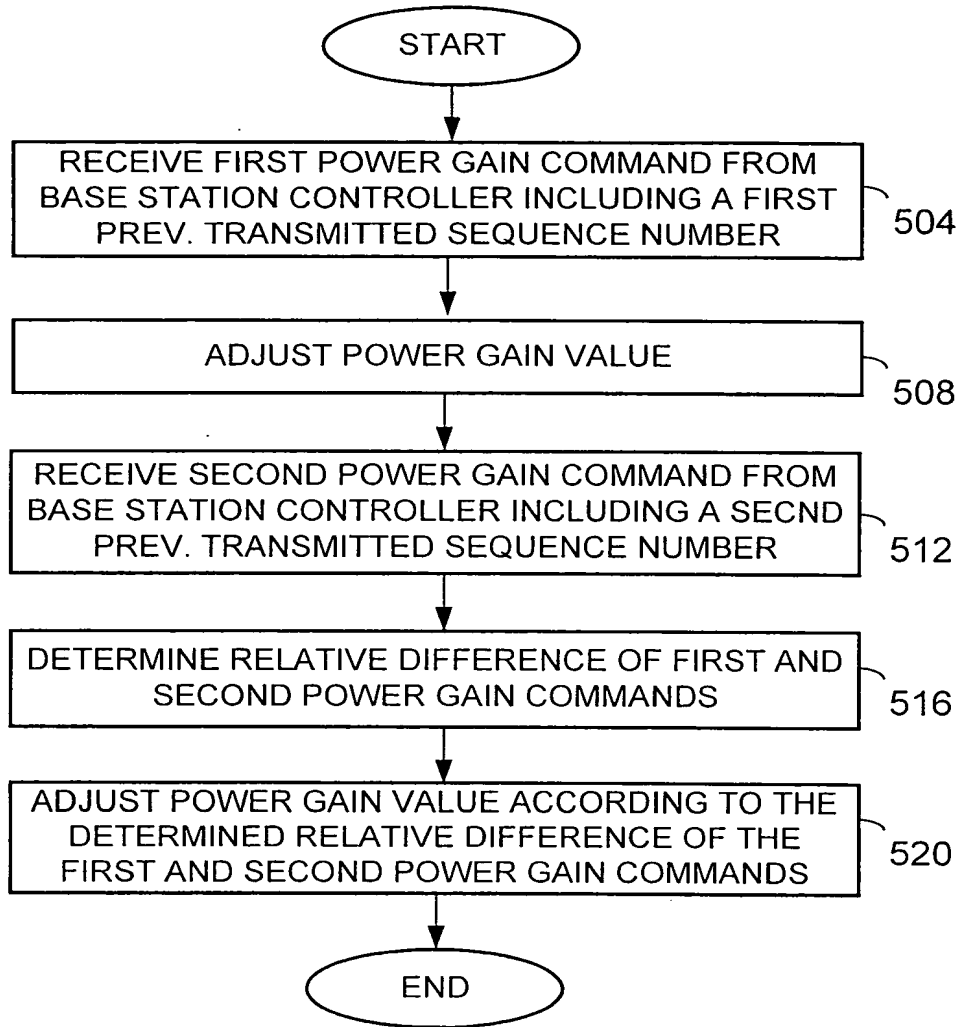 START
RECEIVE FIRST POWER GAIN COMMAND FROM
BASE STATION CONTROLLER INCLUDING A FIRST
PREV. TRANSMITTED SEQUENCE NUMBER
504
ADJUST POWER GAIN VALUE
508
RECEIVE SECOND POWER GAIN COMMAND FROM
BASE STATION CONTROLLER INCLUDING A SECND
PREV. TRANSMITTED SEQUENCE NUMBER
512
DETERMINE RELATIVE DIFFERENCE OF FIRST AND
SECOND POWER GAIN COMMANDS
516
ADJUST POWER GAIN VALUE ACCORDING TO THE
DETERMINED RELATIVE DIFFERENCE OF THE
FIRST AND SECOND POWER GAIN COMMANDS
520
END